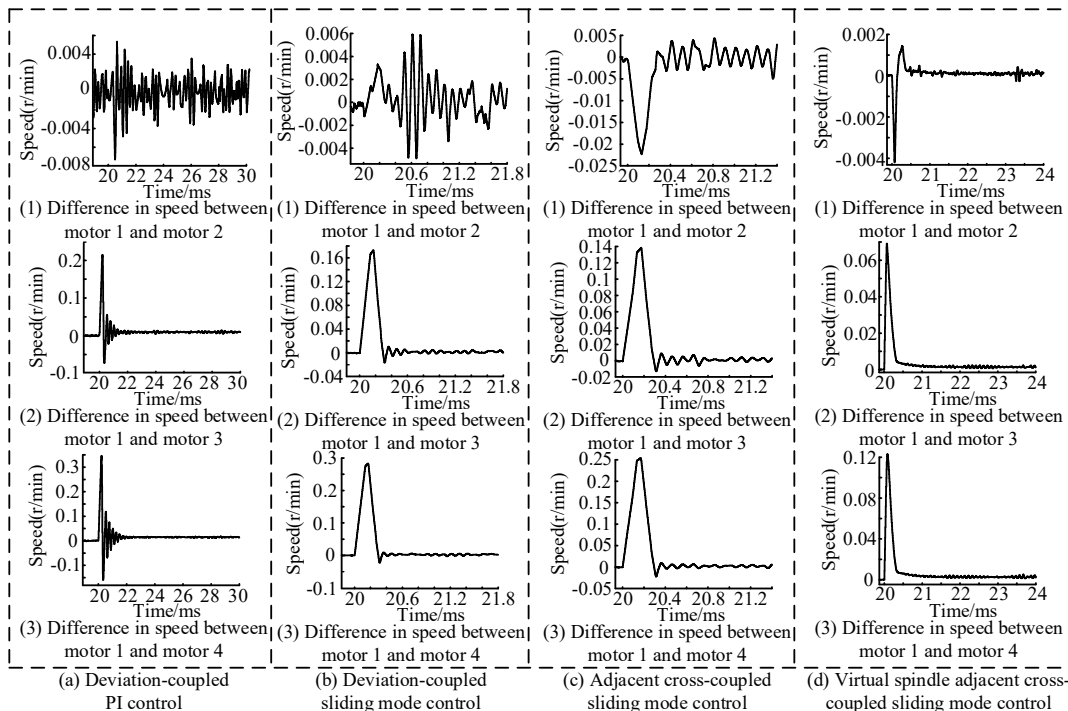 0.004
0
-0.004
-0.008
Speed(r/min)
20 22 24 26 28 30
Time/ms
(1) Difference in speed between
motor 1 and motor 2
0.2
0.1
0
-0.1
Speed(r/min)
20 22 24 26 28 30
Time/ms
(2) Difference in speed between
motor 1 and motor 3
0.3
0.2
0.1
0
-0.1
Speed(r/min)
20 22 24 26 28 30
Time/ms
(3) Difference in speed between
motor 1 and motor 4
(a) Deviation-coupled
PI control
0.006
0.004
0.002
0
-0.002
-0.004
Speed(r/min)
20 20.6 21.2 21.8
Time/ms
(1) Difference in speed between
motor 1 and motor 2
0.16
0.12
0.08
0.04
0
-0.04
Speed(r/min)
20 20.6 21.2 21.8
Time/ms
(2) Difference in speed between
motor 1 and motor 3
0.3
0.2
0.1
0
-0.1
Speed(r/min)
20 20.6 21.2 21.8
Time/ms
(3) Difference in speed between
motor 1 and motor 4
(b) Deviation-coupled
sliding mode control
0.005
0
-0.005
-0.01
-0.015
-0.02
-0.025
Speed(r/min)
20 20.4 20.8 21.2
Time/ms
(1) Difference in speed between
motor 1 and motor 2
0.14
0.12
0.1
0.08
0.06
0.04
0.02
0
-0.02
Speed(r/min)
20 20.4 20.8 21.2
Time/ms
(2) Difference in speed between
motor 1 and motor 3
0.25
0.2
0.15
0.1
0.05
0
-0.05
Speed(r/min)
20 20.4 20.8 21.2
Time/ms
(3) Difference in speed between
motor 1 and motor 4
(c) Adjacent cross-coupled
sliding mode control
0.002
0
-0.002
-0.004
Speed(r/min)
20 21 22 23 24
Time/ms
(1) Difference in speed between
motor 1 and motor 2
0.06
0.04
0.02
0
Speed(r/min)
20 21 22 23 24
Time/ms
(2) Difference in speed between
motor 1 and motor 3
0.12
0.08
0.04
0
Speed(r/min)
20 21 22 23 24
Time/ms
(3) Difference in speed between
motor 1 and motor 4
(d) Virtual spindle adjacent cross-
coupled sliding mode control